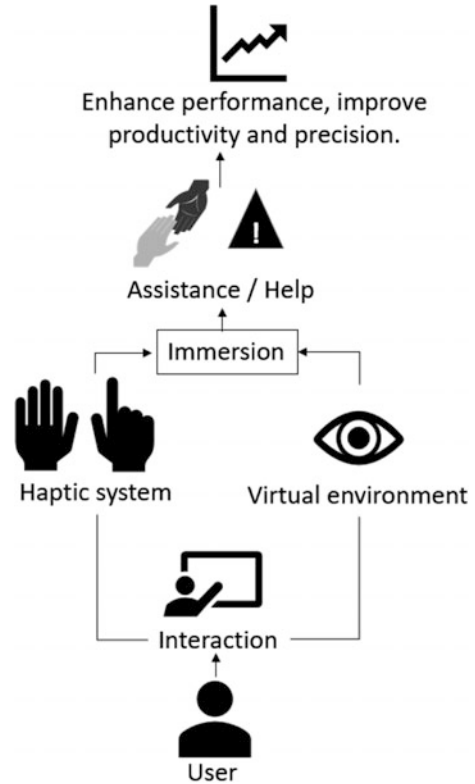 Enhance performance, improve
productivity and precision.
!
Assistance / Help
Immersion
Haptic system
Virtual environment
Interaction
User